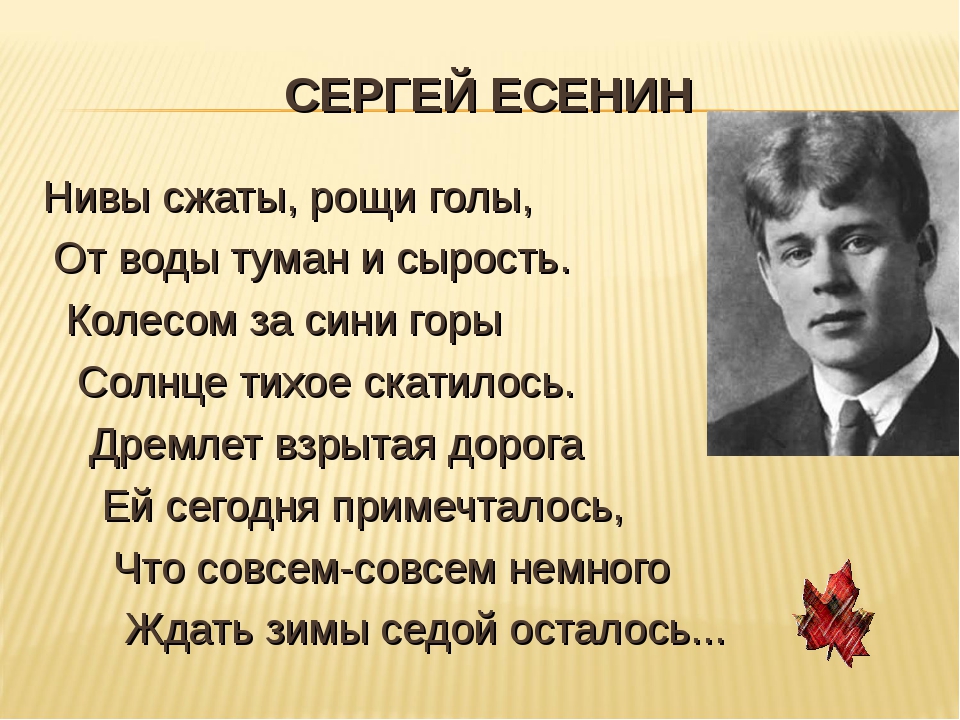 СЕРГЕЙ ЕСЕНИН
Нивы сжаты, рощи голы,
От воды туман и сырость.
Колесом за сини горы
Солнце тихое скатилось.
Дремлет взрытая дорога
Ей сегодня примечталось,
Что совсем-совсем немного
Ждать зимы седой осталось...